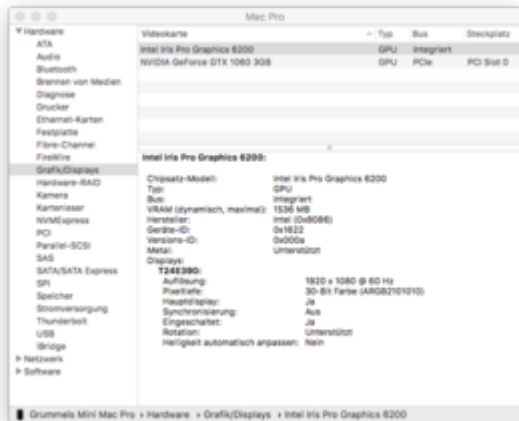 Mac Pro
Hardware
ATA
Audio
Bluetooth
Brennen von Medien
Diagnose
Drucker
Ethernet-Karten
Festplatte
Fibre-Channel
FireWire
Grafik/Displays
Hardware-RAID
Kamera
Kartenleser
NVMExpress
PCI
Parallel-SCSI
SAS
SATA/SATA Express
SPI
Speicher
Stromversorgung
Thunderbolt
USB
iBridge
Netzwerk
Software
Videokarte Typ Bus Steckplatz
Intel Iris Pro Graphics 6200 GPU Integriert
NVIDIA GeForce GTX 1060 3GB GPU PCIe PCI Slot 0
Intel Iris Pro Graphics 6200:
Chipsatz-Modell: Intel Iris Pro Graphics 6200
Typ: GPU
Bus: Integriert
VRAM (dynamisch, maximal): 1536 MB
Hersteller: Intel (0x8086)
Geräte-ID: 0x1622
Versions-ID: 0x000a
Metal: Unterstützt
Displays:
T24E390:
Auflösung: 1920 x 1080 @ 60 Hz
Pixeltiefe: 30-Bit Farbe (ARGB2101010)
Hauptdisplay: Ja
Synchronisierung: Aus
Eingeschaltet: Ja
Rotation: Unterstützt
Helligkeit automatisch anpassen: Nein
Grummels Mini Mac Pro › Hardware › Grafik/Displays › Intel Iris Pro Graphics 6200